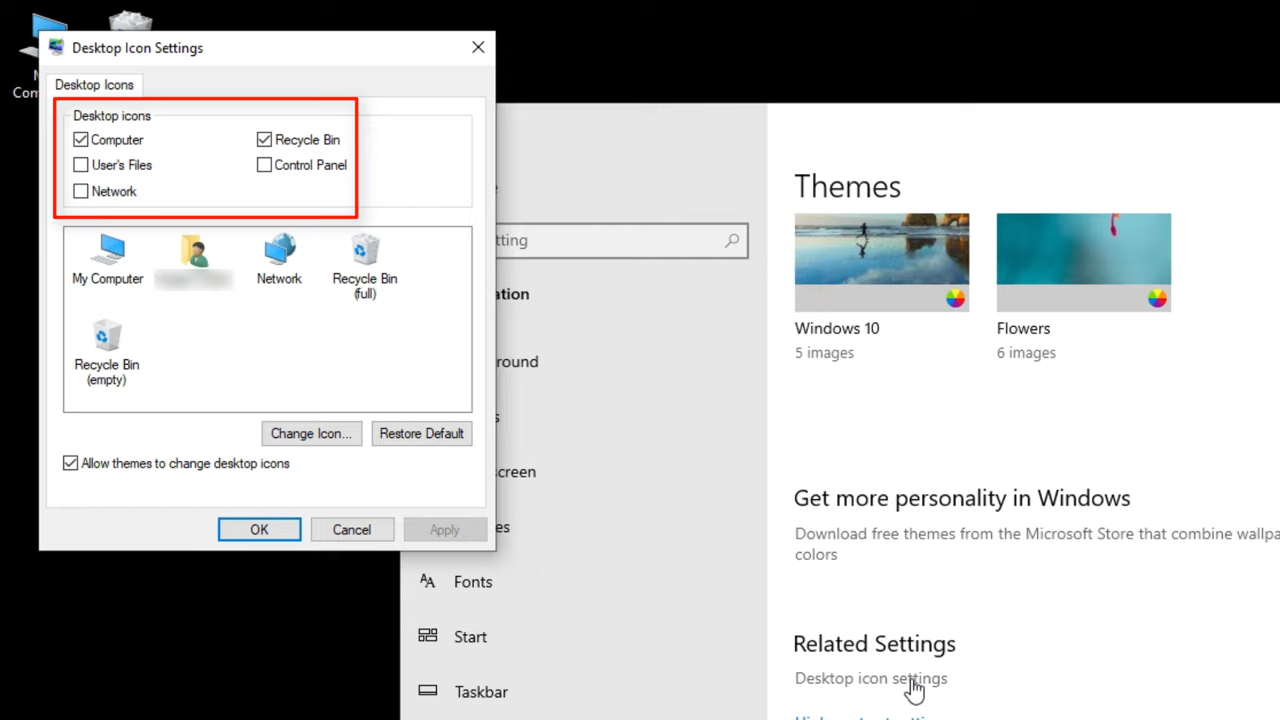 Desktop Icon Settings
Desktop Icons
Desktop icons
Computer
Recycle Bin
User's Files
Control Panel
Network
My Computer
Network
Recycle Bin
(full)
Recycle Bin
(empty)
Change Icon...
Restore Default
Allow themes to change desktop icons
OK
Cancel
Apply
tting
ation
round
screen
es
Fonts
Start
Taskbar
Themes
Windows 10
5 images
Flowers
6 images
Get more personality in Windows
Download free themes from the Microsoft Store that combine wallpa
colors
Related Settings
Desktop icon settings